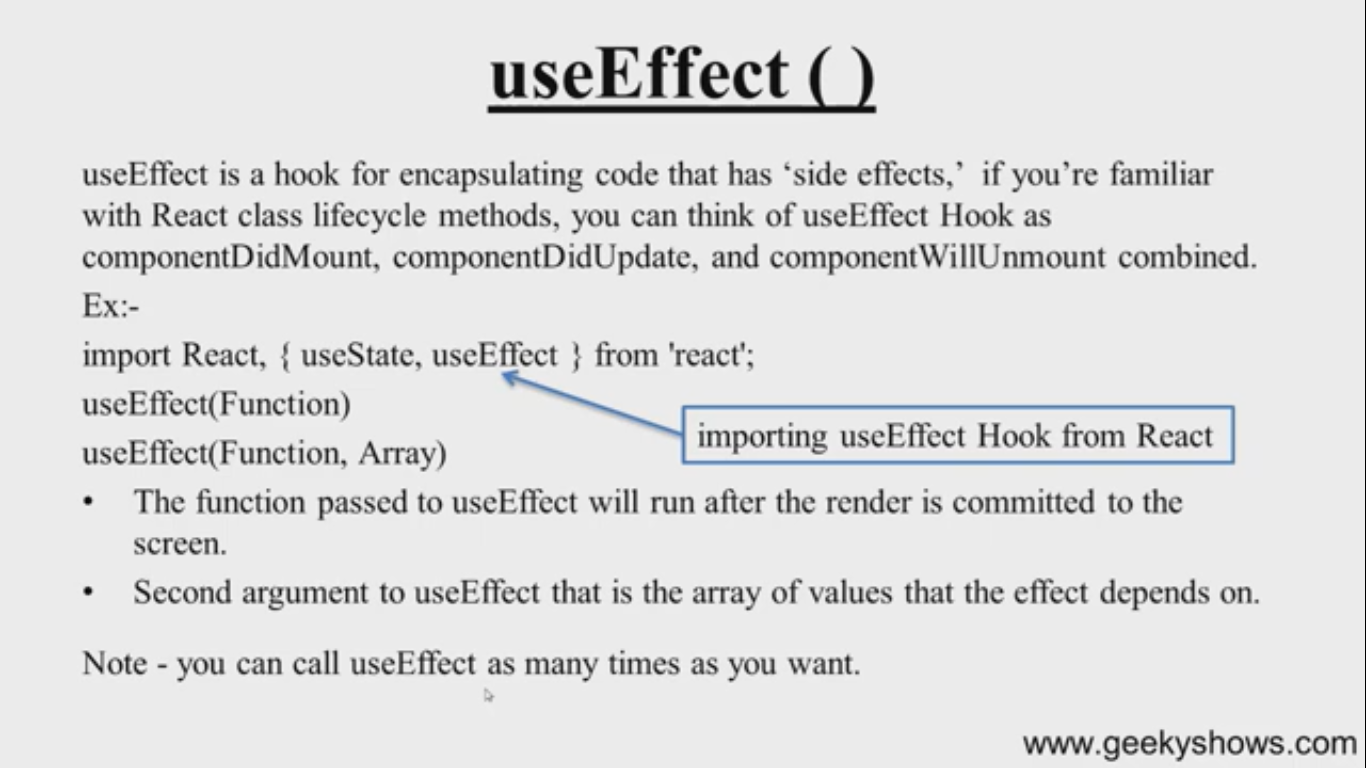 useEffect ( )
useEffect is a hook for encapsulating code that has ‘side effects,’ if you’re familiar
with React class lifecycle methods, you can think of useEffect Hook as
componentDidMount, componentDidUpdate, and componentWillUnmount combined.
Ex:-
import React, { useState, useEffect } from 'react';
useEffect(Function)
importing useEffect Hook from React
useEffect(Function, Array)
• The function passed to useEffect will run after the render is committed to the
screen.
• Second argument to useEffect that is the array of values that the effect depends on.
Note - you can call useEffect as many times as you want.
www.geekyshows.com